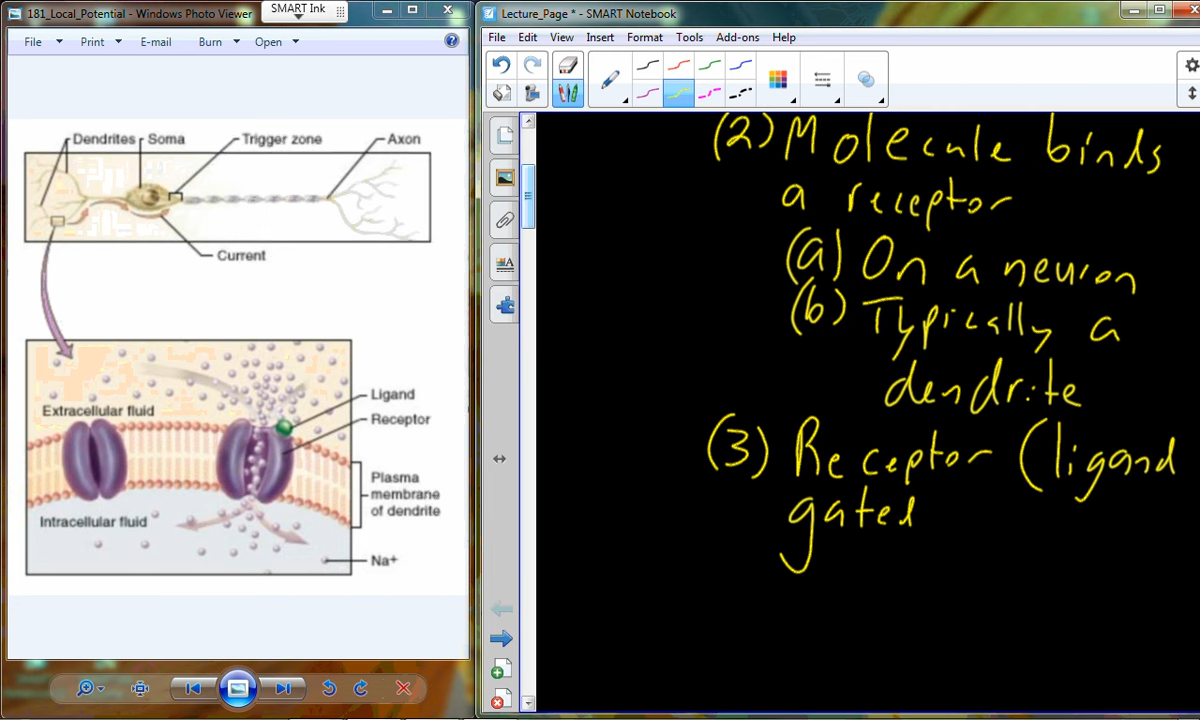 181_Local_Potential - Windows Photo Viewer
SMART Ink
File Print E-mail Burn Open
Dendrites Soma Trigger zone Axon
Current
Ligand
Extracellular fluid
Receptor
Plasma
membrane
of dendrite
Intracellular fluid
Na+
Lecture_Page * - SMART Notebook
File Edit View Insert Format Tools Add-ons Help
(2) Molecule binds
a receptor
(a) On a neuron
(b) Typically a
dendrite
(3) Receptor (ligand
gated